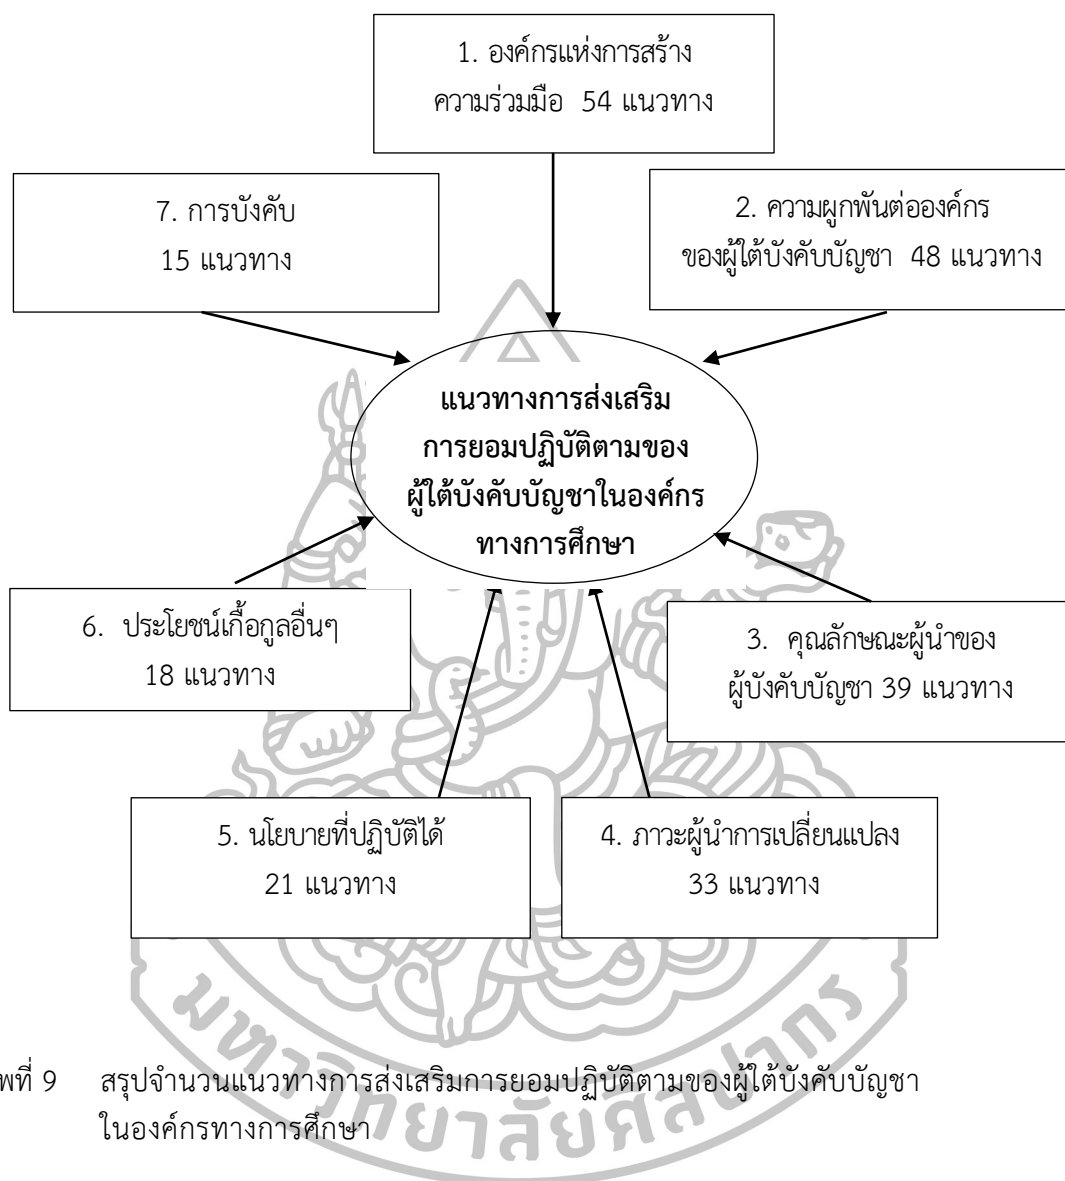 1. องค์กรแห่งการสร้าง
ความร่วมมือ 54 แนวทาง
7. การบังคับ
15 แนวทาง
2. ความผูกพันต่อองค์กร
ของผู้ใต้บังคับบัญชา 48 แนวทาง
แนวทางการส่งเสริม
การยอมปฏิบัติตามของ
ผู้ใต้บังคับบัญชาในองค์กร
ทางการศึกษา
6. ประโยชน์เกื้อกูลอื่นๆ
18 แนวทาง
3. คุณลักษณะผู้นำของ
ผู้บังคับบัญชา 39 แนวทาง
5. นโยบายที่ปฏิบัติได้
21 แนวทาง
4. ภาวะผู้นำการเปลี่ยนแปลง
33 แนวทาง
พที่ 9 สรุปจำนวนแนวทางการส่งเสริมการยอมปฏิบัติตามของผู้ใต้บังคับบัญชา
ในองค์กรทางการศึกษา
มหาวิทยาลัยศิลปากร